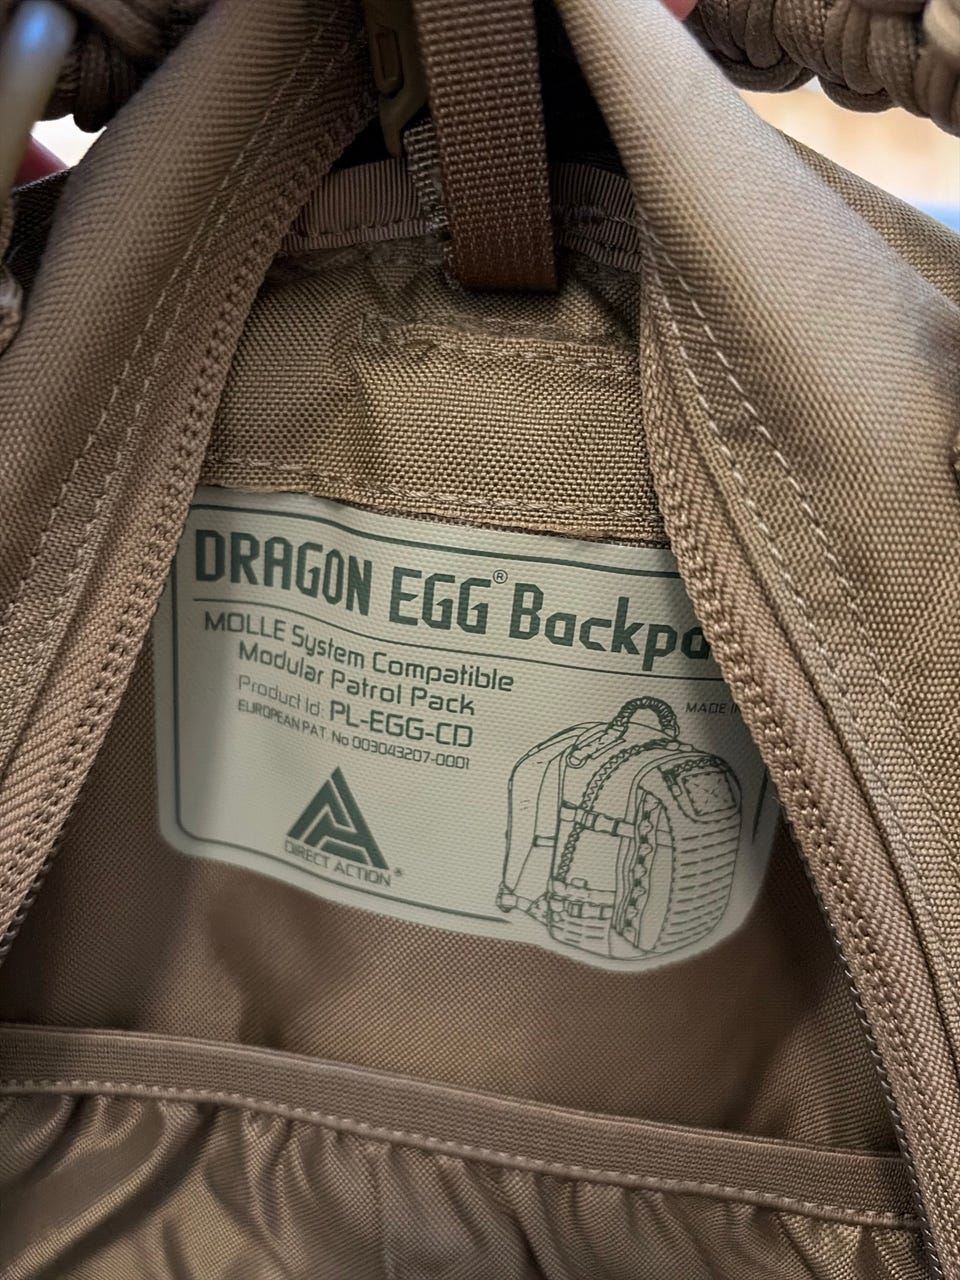 DRAGON EGG® Backpa
MOLLE System Compatible
Modular Patrol Pack
Product Id. PL-EGG-CD
EUROPEAN PAT. No 003043207-0001
MADE IN
DIRECT ACTION®